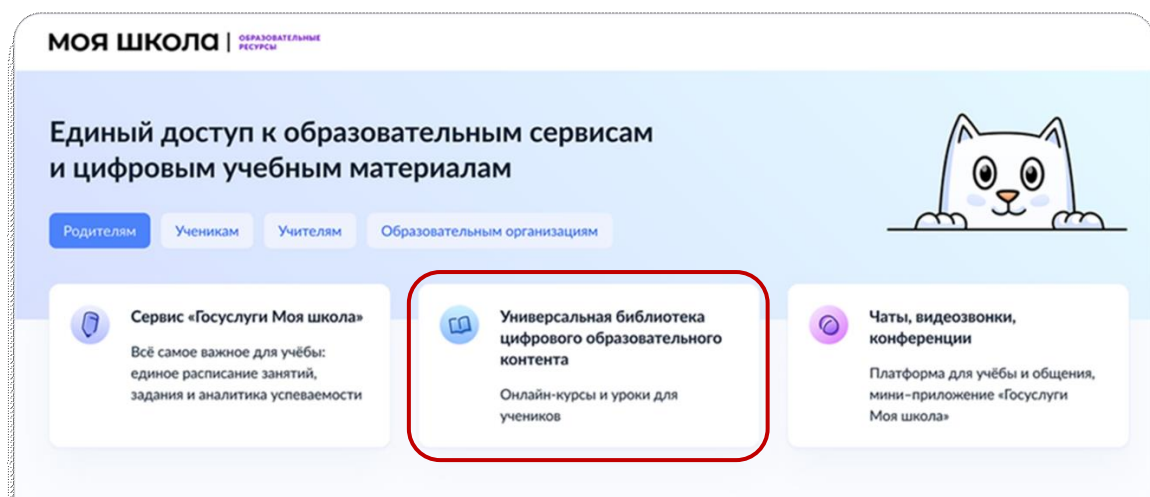 МОЯ ШКОЛА | ОБРАЗОВАТЕЛЬНЫЕ
РЕСУРСЫ
Единый доступ к образовательным сервисам
и цифровым учебным материалам
Родителям Ученикам Учителям Образовательным организациям
Сервис «Госуслуги Моя школа»
Всё самое важное для учёбы:
единое расписание занятий,
задания и аналитика успеваемости
Универсальная библиотека
цифрового образовательного
контента
Онлайн-курсы и уроки для
учеников
Чаты, видеозвонки,
конференции
Платформа для учёбы и общения,
мини–приложение «Госуслуги
Моя школа»